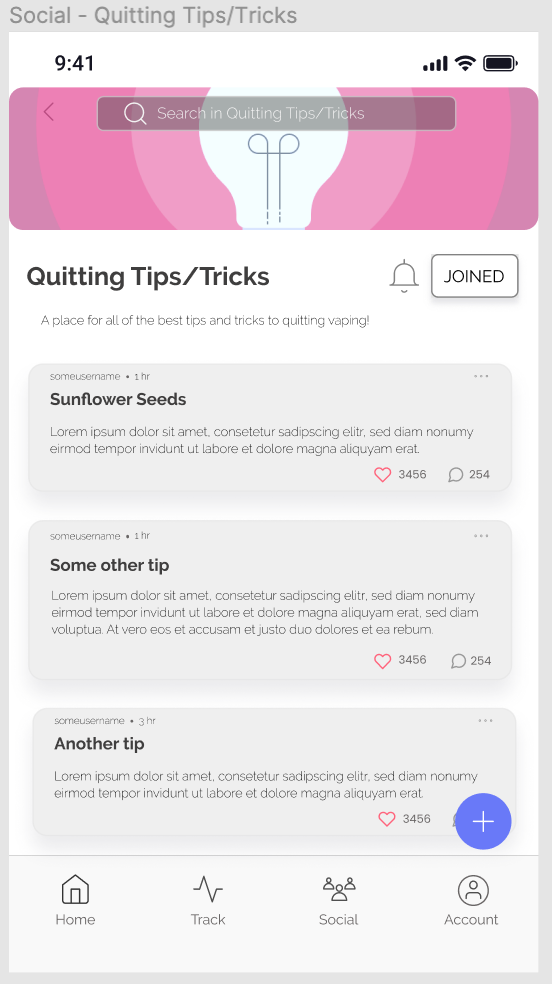 Social - Quitting Tips/Tricks
9:41
Search in Quitting Tips/Tricks
Quitting Tips/Tricks
JOINED
A place for all of the best tips and tricks to quitting vaping!
someusername • 1 hr
Sunflower Seeds
Lorem ipsum dolor sit amet, consetetur sadipscing elitr, sed diam nonumy
eirmod tempor invidunt ut labore et dolore magna aliquyam erat.
3456 254
someusername • 1 hr
Some other tip
Lorem ipsum dolor sit amet, consetetur sadipscing elitr, sed diam nonumy
eirmod tempor invidunt ut labore et dolore magna aliquyam erat, sed diam
voluptua. At vero eos et accusam et justo duo dolores et ea rebum.
3456 254
someusername • 3 hr
Another tip
Lorem ipsum dolor sit amet, consetetur sadipscing elitr, sed diam nonumy
eirmod tempor invidunt ut labore et dolore magna aliquyam erat.
3456
Home Track Social Account